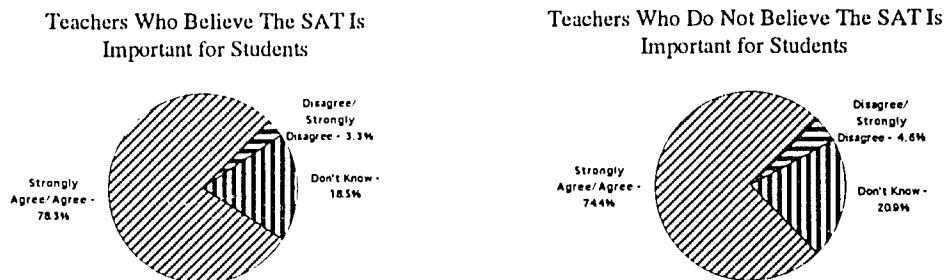 Teachers Who Believe The SAT Is
Important for Students
Disagree/
Strongly
Disagree - 3.3%
Strongly
Agree/Agree -
78.3%
Don't Know -
18.5%
Teachers Who Do Not Believe The SAT Is
Important for Students
Disagree/
Strongly
Disagree - 4.6%
Strongly
Agree/Agree -
74.4%
Don't Know -
20.9%